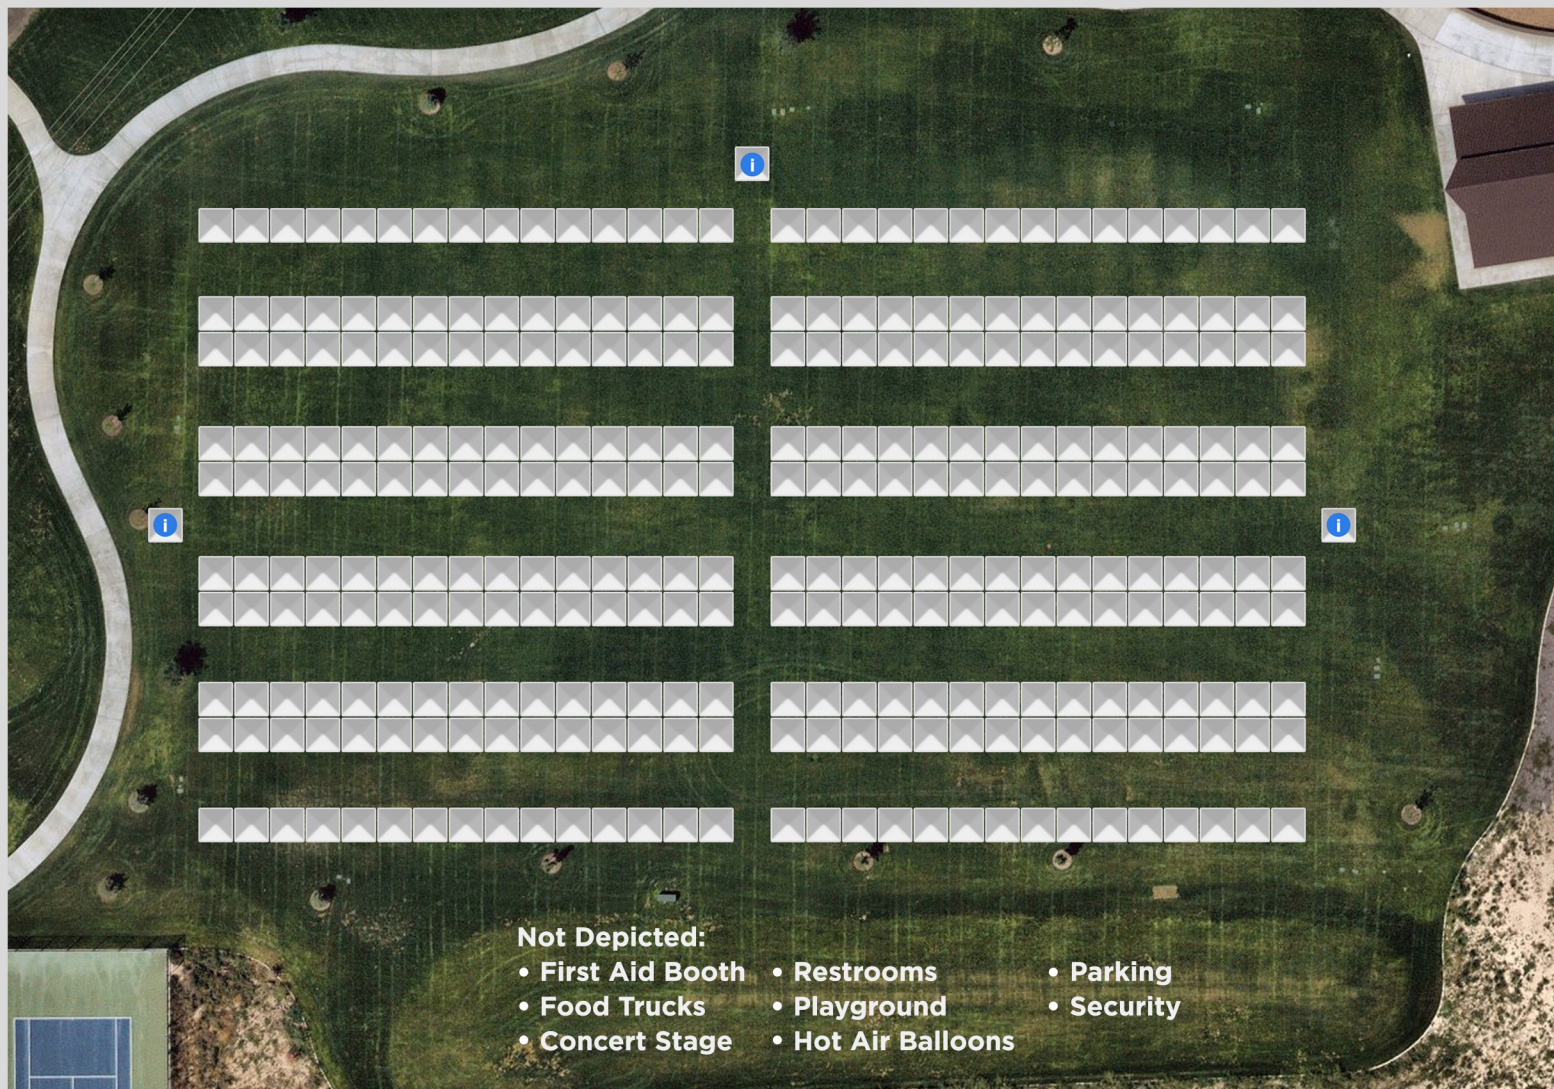 i
i
i
Not Depicted:
• First Aid Booth • Restrooms • Parking
• Food Trucks • Playground • Security
• Concert Stage • Hot Air Balloons